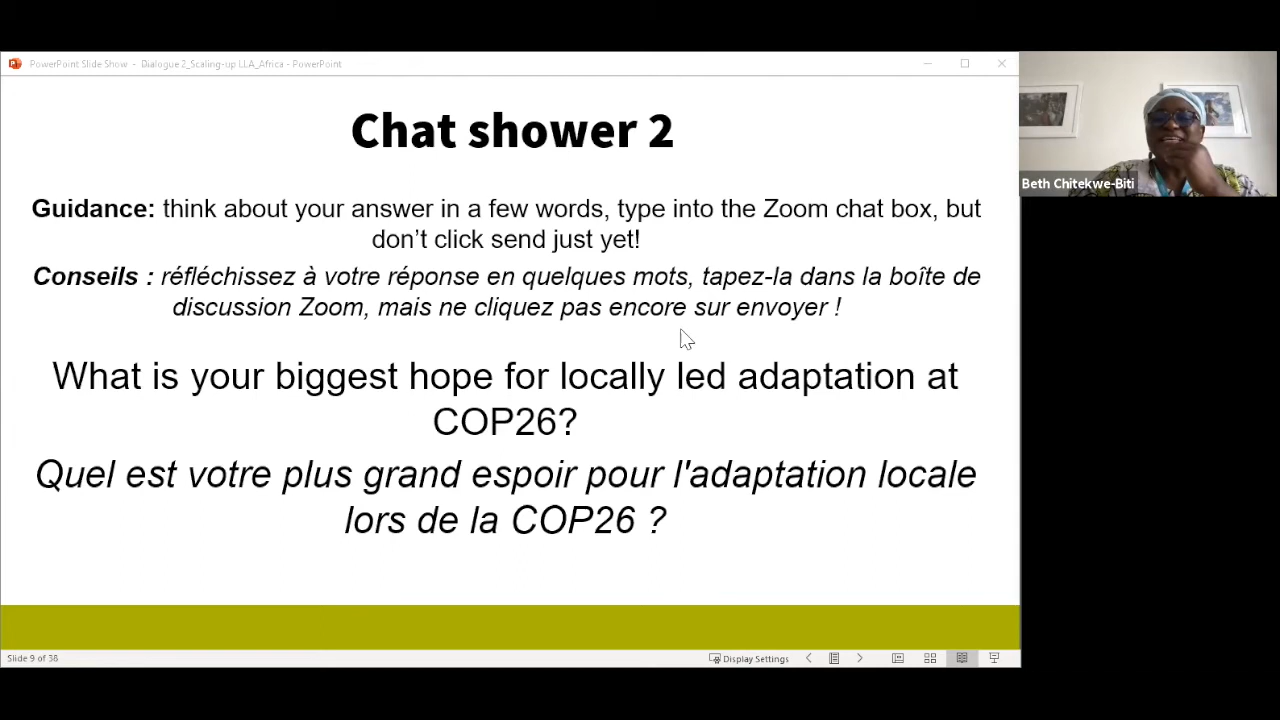 PowerPoint Slide Show - Dialogue 2_Scaling-up LLA_Africa - PowerPoint
Chat shower 2
Guidance: think about your answer in a few words, type into the Zoom chat box, but
don’t click send just yet!
Conseils : réfléchissez à votre réponse en quelques mots, tapez-la dans la boîte de
discussion Zoom, mais ne cliquez pas encore sur envoyer !
What is your biggest hope for locally led adaptation at
COP26?
Quel est votre plus grand espoir pour l'adaptation locale
lors de la COP26 ?
Slide 9 of 38
Display Settings
Beth Chitekwe-Biti